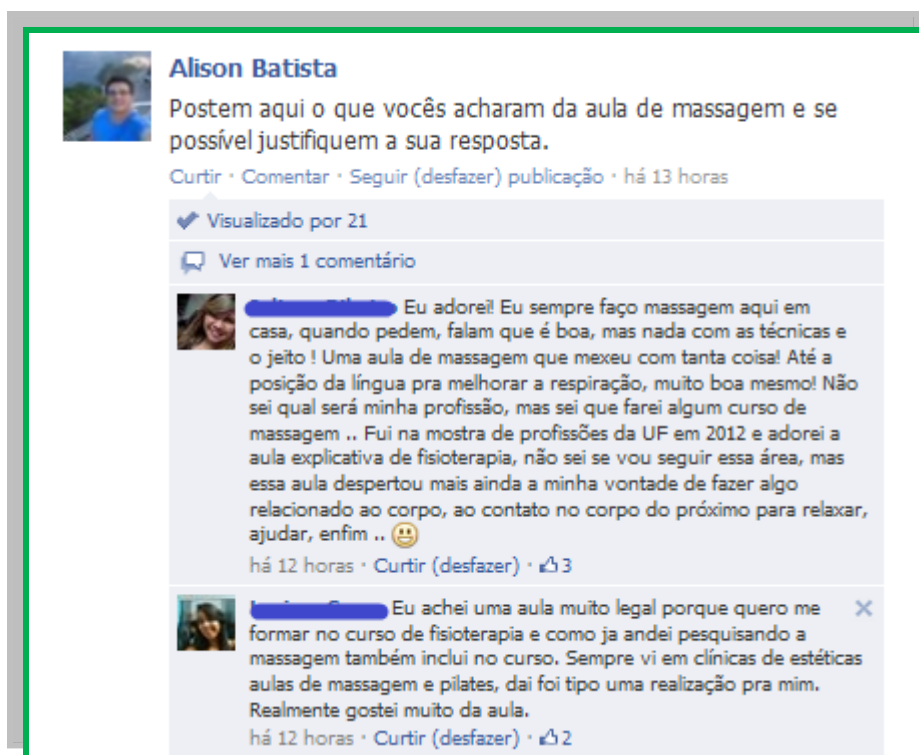 Alison Batista
Postem aqui o que vocês acharam da aula de massagem e se
possível justifiquem a sua resposta.
Curtir · Comentar · Seguir (desfazer) publicação · há 13 horas
Visualizado por 21
Ver mais 1 comentário
Eu adorei! Eu sempre faço massagem aqui em
casa, quando pedem, falam que é boa, mas nada com as técnicas e
o jeito ! Uma aula de massagem que mexeu com tanta coisa! Até a
posição da língua pra melhorar a respiração, muito boa mesmo! Não
sei qual será minha profissão, mas sei que farei algum curso de
massagem .. Fui na mostra de profissões da UF em 2012 e adorei a
aula explicativa de fisioterapia, não sei se vou seguir essa área, mas
essa aula despertou mais ainda a minha vontade de fazer algo
relacionado ao corpo, ao contato no corpo do próximo para relaxar,
ajudar, enfim ..
há 12 horas · Curtir (desfazer) · 3
Eu achei uma aula muito legal porque quero me
formar no curso de fisioterapia e como ja andei pesquisando a
massagem também inclui no curso. Sempre vi em clínicas de estéticas
aulas de massagem e pilates, dai foi tipo uma realização pra mim.
Realmente gostei muito da aula.
há 12 horas · Curtir (desfazer) · 2